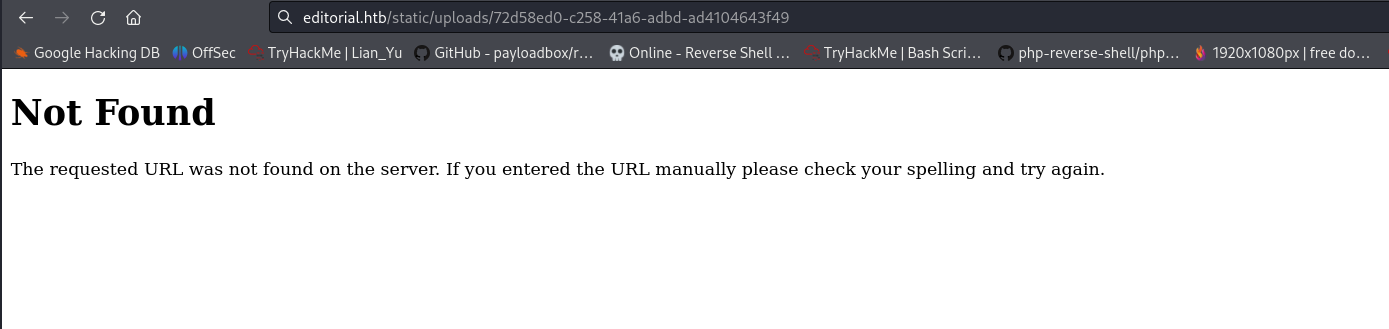 editorial.htb/static/uploads/72d58ed0-c258-41a6-adbd-ad4104643f49
Google Hacking DB OffSec TryHackMe | Lian_Yu GitHub - payloadbox/r… Online - Reverse Shell … TryHackMe | Bash Scri… php-reverse-shell/php… 1920x1080px | free do…
Not Found
The requested URL was not found on the server. If you entered the URL manually please check your spelling and try again.